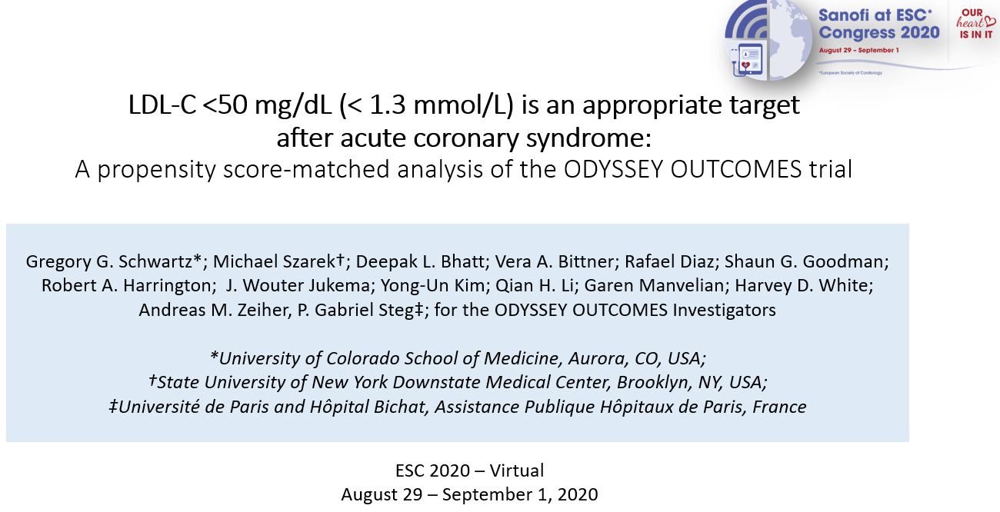 Sanofi at ESC*
Congress 2020
August 29 – September 1
*European Society of Cardiology
OUR
heart
IS IN IT
LDL-C <50 mg/dL (< 1.3 mmol/L) is an appropriate target
after acute coronary syndrome:
A propensity score-matched analysis of the ODYSSEY OUTCOMES trial
Gregory G. Schwartz*; Michael Szarek†; Deepak L. Bhatt; Vera A. Bittner; Rafael Diaz; Shaun G. Goodman;
Robert A. Harrington; J. Wouter Jukema; Yong-Un Kim; Qian H. Li; Garen Manvelian; Harvey D. White;
Andreas M. Zeiher, P. Gabriel Steg‡; for the ODYSSEY OUTCOMES Investigators
*University of Colorado School of Medicine, Aurora, CO, USA;
†State University of New York Downstate Medical Center, Brooklyn, NY, USA;
‡Université de Paris and Hôpital Bichat, Assistance Publique Hôpitaux de Paris, France
ESC 2020 – Virtual
August 29 – September 1, 2020